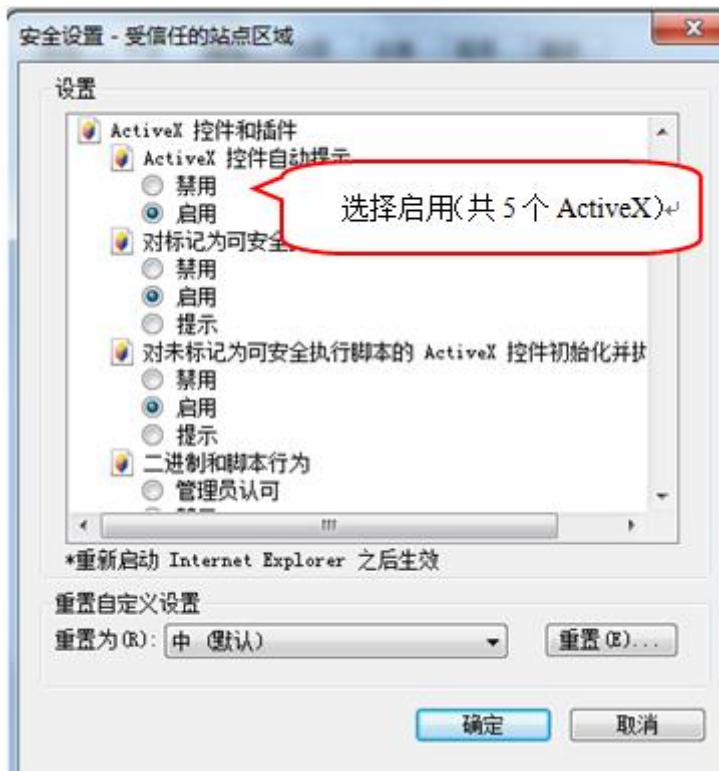 安全设置 - 受信任的站点区域
设置
ActiveX 控件和插件
ActiveX 控件自动提示
禁用
启用
选择启用(共 5 个 ActiveX)
对标记为可安全
禁用
启用
提示
对未标记为可安全执行脚本的 ActiveX 控件初始化并执
禁用
启用
提示
二进制和脚本行为
管理员认可
*重新启动 Internet Explorer 之后生效
重置自定义设置
重置为(R): 中 (默认) 重置(E)...
确定 取消